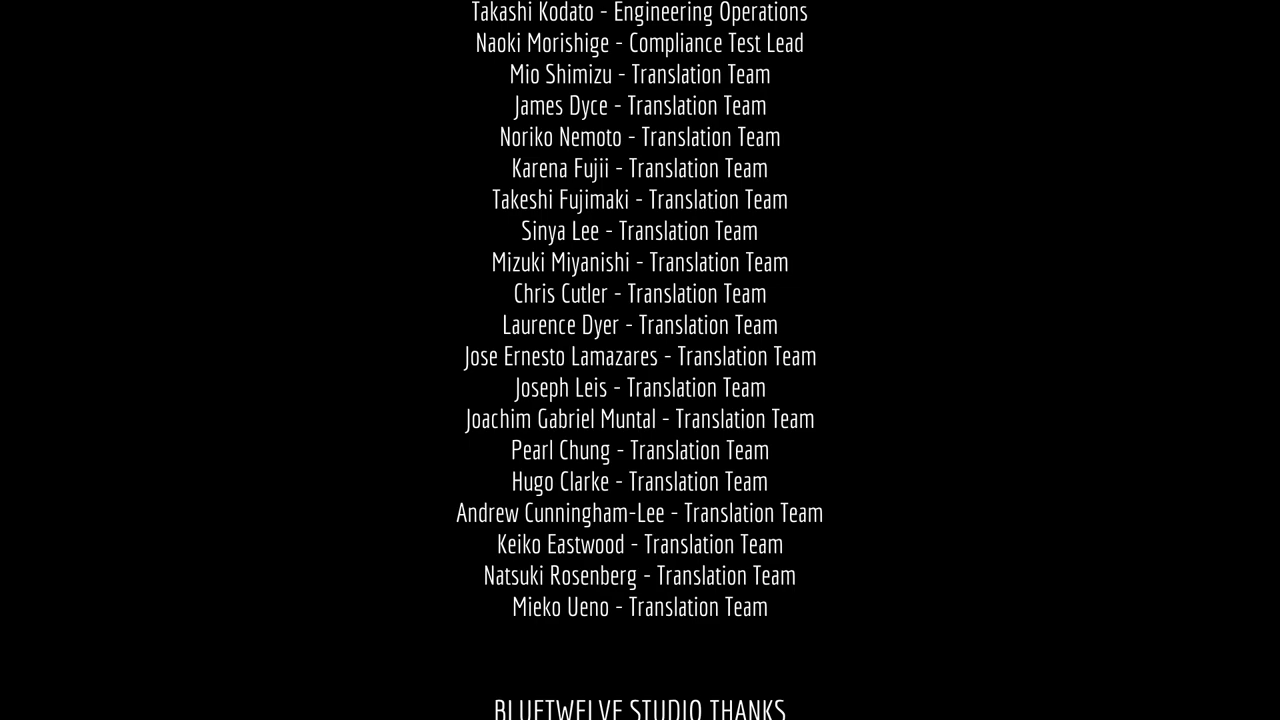 Takashi Kodato - Engineering Operations
Naoki Morishige - Compliance Test Lead
Mio Shimizu - Translation Team
James Dyce - Translation Team
Noriko Nemoto - Translation Team
Karena Fujii - Translation Team
Takeshi Fujimaki - Translation Team
Sinya Lee - Translation Team
Mizuki Miyanishi - Translation Team
Chris Cutler - Translation Team
Laurence Dyer - Translation Team
Jose Ernesto Lamazares - Translation Team
Joseph Leis - Translation Team
Joachim Gabriel Muntal - Translation Team
Pearl Chung - Translation Team
Hugo Clarke - Translation Team
Andrew Cunningham-Lee - Translation Team
Keiko Eastwood - Translation Team
Natsuki Rosenberg - Translation Team
Mieko Ueno - Translation Team
BLUETWELVE STUDIO THANKS